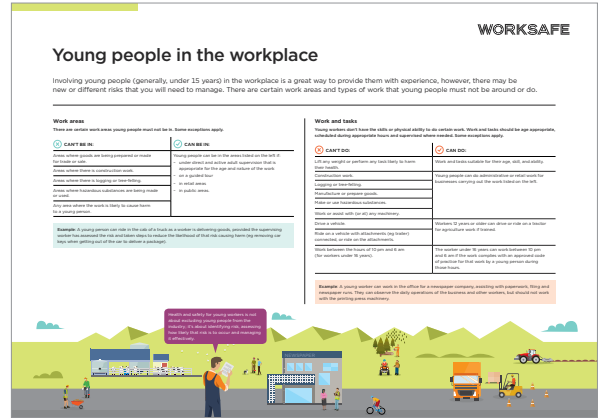 WORKSAFE
Young people in the workplace
Involving young people (generally, under 15 years) in the workplace is a great way to provide them with experience, however, there may be
new or different risks that you will need to manage. There are certain work areas and types of work that young people must not be around or do.
Work areas
There are certain work areas young people must not be in. Some exceptions apply.
CAN'T BE IN:
CAN BE IN:
Areas where goods are being prepared or made
for trade or sale.
Areas where there is construction work.
Areas where there is logging or tree-felling.
Areas where hazardous substances are being made
or used.
Any area where the work is likely to cause harm
to a young person.
Young people can be in the areas listed on the left if:
- under direct and active adult supervision that is
appropriate for the age and nature of the work
- on a guided tour
- in retail areas
- in public areas.
Example: A young person can ride in the cab of a truck as a worker is delivering goods, provided the supervising
worker has assessed the risk and taken steps to reduce the likelihood of that risk causing harm (eg removing car
keys when getting out of the car to deliver a package).
Work and tasks
Young workers don't have the skills or physical ability to do certain work. Work and tasks should be age appropriate,
scheduled during appropriate hours and supervised where needed. Some exceptions apply.
CAN'T DO:
CAN DO:
Lift any weight or perform any task likely to harm
their health.
Work and tasks suitable for their age, skill, and ability.
Construction work.
Logging or tree-felling.
Manufacture or prepare goods.
Make or use hazardous substances.
Work or assist with (or at) any machinery.
Young people can do administrative or retail work for
businesses carrying out the work listed on the left.
Drive a vehicle.
Ride on a vehicle with attachments (eg trailer)
connected, or ride on the attachments.
Workers 12 years or older can drive or ride on a tractor
for agriculture work if trained.
Work between the hours of 10 pm and 6 am
(for workers under 16 years).
The worker under 16 years can work between 10 pm
and 6 am if the work complies with an approved code
of practice for that work by a young person during
those hours.
Example: A young worker can work in the office for a newspaper company, assisting with paperwork, filing and
newspaper runs. They can observe the daily operations of the business and other workers, but should not work
with the printing press machinery.
Health and safety for young workers is not
about excluding young people from the
industry; it's about identifying risk, assessing
how likely that risk is to occur and managing
it effectively.
NEWSPAPER